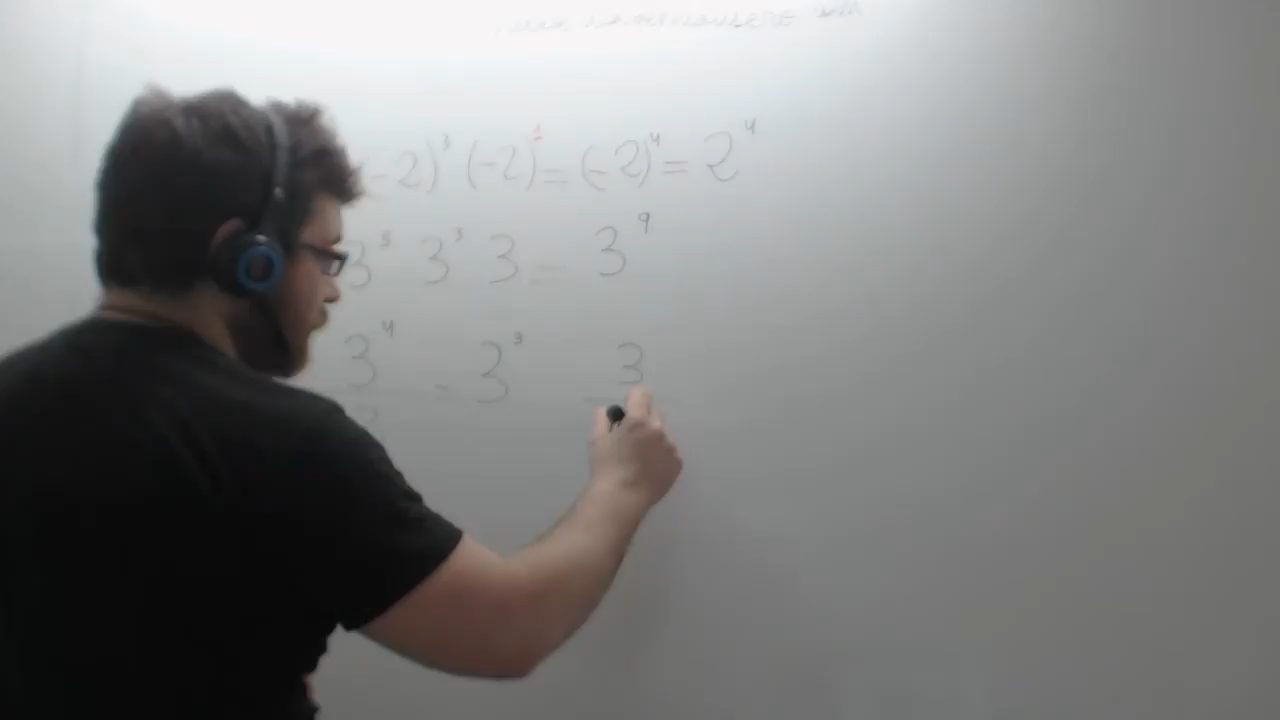 -2)³ (-2)¹ = (-2)⁴ = 2⁴
3⁵ 3³ 3 = 3⁹
3⁴ = 3³ 3